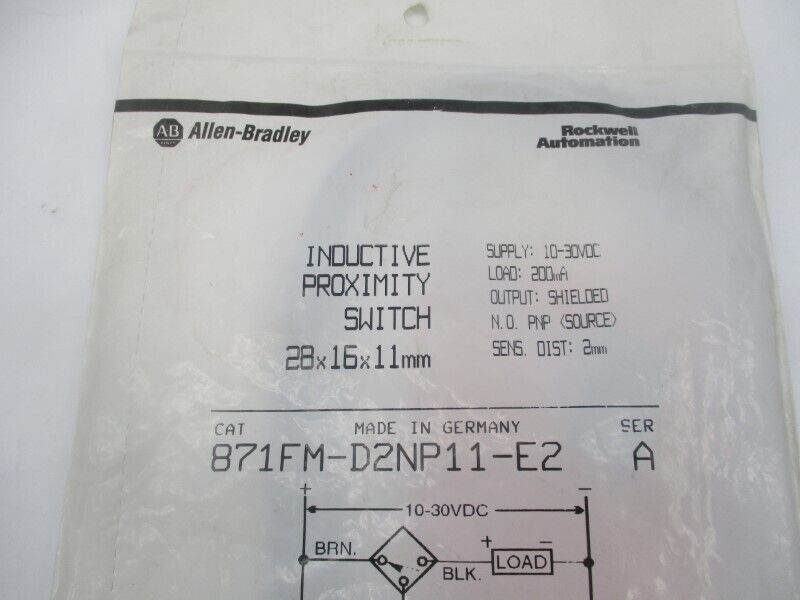 AB Allen-Bradley
Rockwell
Automation
INDUCTIVE
PROXIMITY
SWITCH
28x16x11mm
SUPPLY: 10-30VDC
LOAD: 200mA
OUTPUT: SHIELDED
N.O. PNP (SOURCE)
SENS. DIST: 2mm
CAT MADE IN GERMANY SER
871FM-D2NP11-E2 A
+ −
10-30VDC
BRN. + −
BLK. LOAD